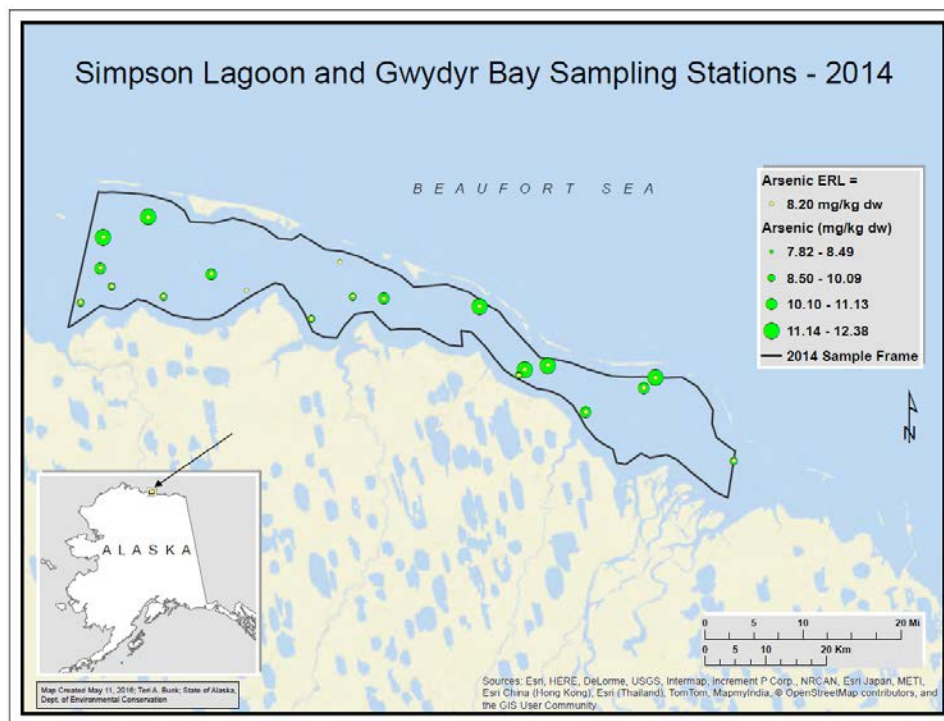 Simpson Lagoon and Gwydyr Bay Sampling Stations - 2014
BEAUFORT SEA
Arsenic ERL =
8.20 mg/kg dw
Arsenic (mg/kg dw)
7.82 - 8.49
8.50 - 10.09
10.10 - 11.13
11.14 - 12.38
2014 Sample Frame
N
ALASKA
0 5 10 20 Mi
0 5 10 20 Km
Map Created May 11, 2016; Teri A. Buck; State of Alaska,
Dept. of Environmental Conservation
Sources: Esri, HERE, DeLorme, USGS, Intermap, increment P Corp., NRCAN, Esri Japan, METI,
Esri China (Hong Kong), Esri (Thailand), TomTom, MapmyIndia, © OpenStreetMap contributors, and
the GIS User Community